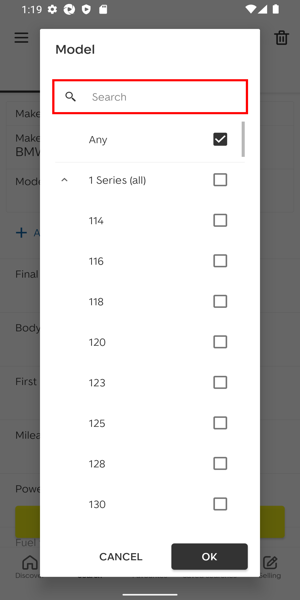 1:19
Model
Search
Make
Any
Make
BMW
1 Series (all)
Mode
114
116
118
Final
120
Body
123
First
125
Milea
128
Powe
130
Fuel
CANCEL
OK
Discov
elling